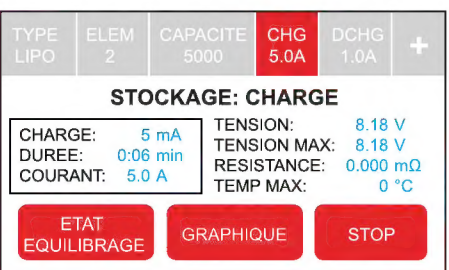 TYPE ELEM CAPACITE CHG DCHG +
LIPO 2 5000 5.0A 1.0A
STOCKAGE: CHARGE
CHARGE: 5 mA
DUREE: 0:06 min
COURANT: 5.0 A
TENSION: 8.18 V
TENSION MAX: 8.18 V
RESISTANCE: 0.000 mΩ
TEMP MAX: 0 °C
ETAT
EQUILIBRAGE
GRAPHIQUE
STOP